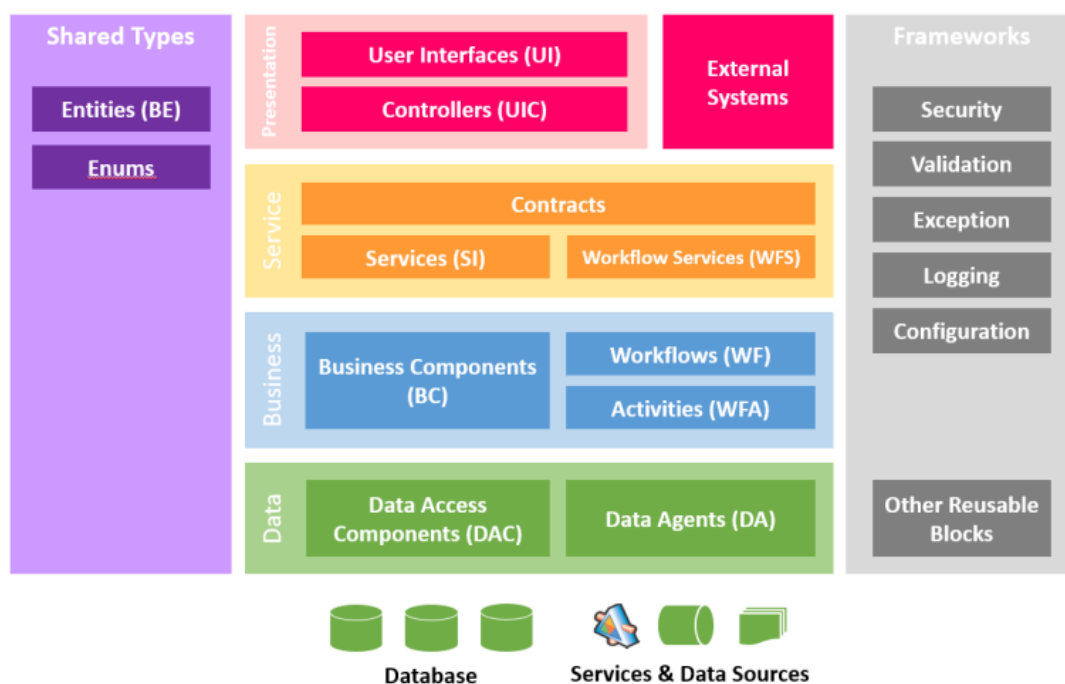 Shared Types
Entities (BE)
Enums
Presentation
User Interfaces (UI)
Controllers (UIC)
External
Systems
Service
Contracts
Services (SI)
Workflow Services (WFS)
Business
Business Components
(BC)
Workflows (WF)
Activities (WFA)
Data
Data Access
Components (DAC)
Data Agents (DA)
Frameworks
Security
Validation
Exception
Logging
Configuration
Other Reusable
Blocks
Database
Services & Data Sources